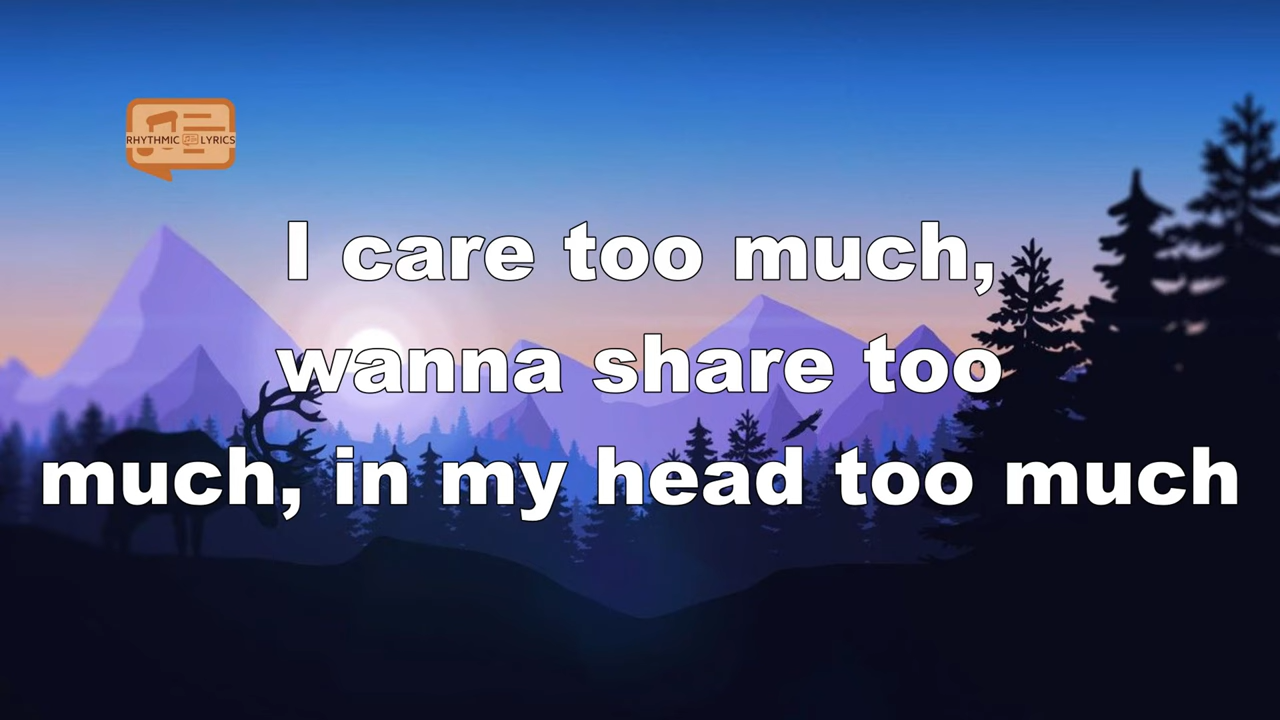 RHYTHMIC LYRICS
I care too much,
wanna share too
much, in my head too much